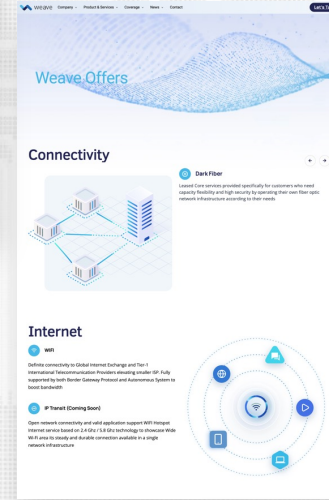 weave Company Product & Services Coverage News Contact Let's Ta
Weave Offers
Connectivity
Dark Fiber
Leased Core services provided specifically for customers who need
capacity flexibility and high security by operating their own fiber optic
network infrastructure according to their needs
Internet
WiFi
Definite connectivity to Global Internet Exchange and Tier-1
International Telecommunication Providers elevating smaller ISP. Fully
supported by both Border Gateway Protocol and Autonomous System to
boost bandwidth
IP Transit (Coming Soon)
Open network connectivity and valid application support WIFI Hotspot
Internet service based on 2.4 Ghz / 5.8 Ghz technology to showcase Wide
Wi-Fi area its steady and durable connection available in a single
network infrastructure